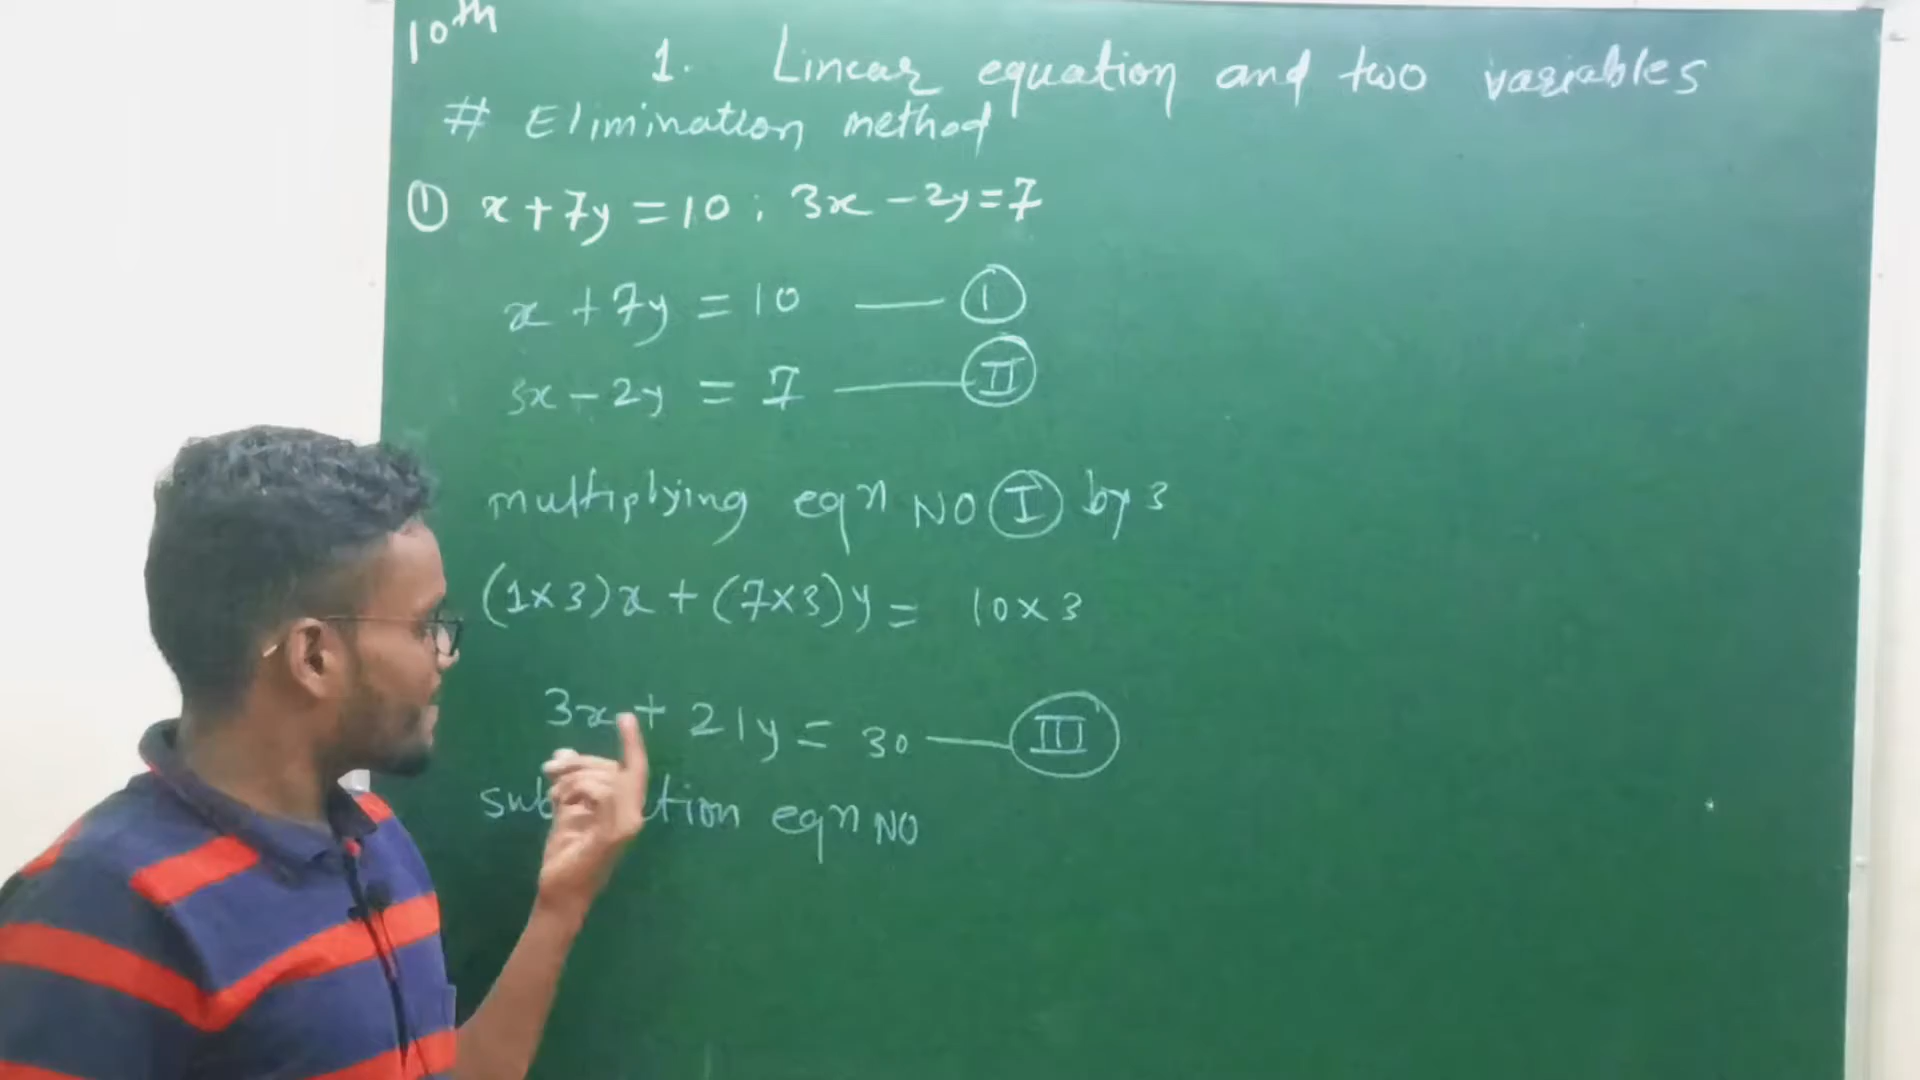 10th
1. Linear equation and two variables
# Elimination method
① x + 7y = 10 ; 3x - 2y = 7
x + 7y = 10 — Ⓘ
3x - 2y = 7 — II
multiplying eqn NO I by 3
(1×3)x + (7×3)y = 10×3
3x + 21y = 30 — III
eqn NO